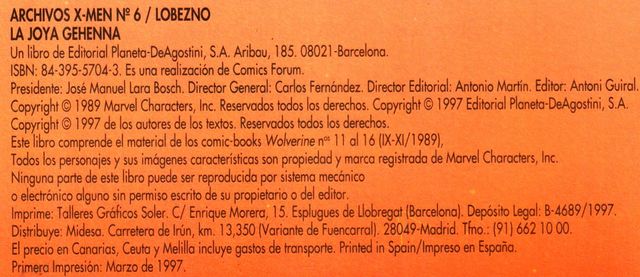 ARCHIVOS X-MEN Nº 6 / LOBEZNO
LA JOYA GEHENNA
Un libro de Editorial Planeta-DeAgostini, S.A. Aribau, 185. 08021-Barcelona.
ISBN: 84-395-5704-3. Es una realización de Comics Forum.
Presidente: José Manuel Lara Bosch. Director General: Carlos Fernández. Director Editorial: Antonio Martín. Editor: Antoni Guiral.
Copyright © 1989 Marvel Characters, Inc. Reservados todos los derechos. Copyright © 1997 Editorial Planeta-DeAgostini, S.A.
Copyright © 1997 de los autores de los textos. Reservados todos los derechos.
Este libro comprende el material de los comic-books Wolverine nos 11 al 16 (IX-XI/1989),
Todos los personajes y sus imágenes características son propiedad y marca registrada de Marvel Characters, Inc.
Ninguna parte de este libro puede ser reproducida por sistema mecánico
o electrónico alguno sin permiso escrito de su propietario o del editor.
Imprime: Talleres Gráficos Soler. C/ Enrique Morera, 15. Esplugues de Llobregat (Barcelona). Depósito Legal: B-4689/1997.
Distribuye: Midesa. Carretera de Irún, km. 13,350 (Variante de Fuencarral). 28049-Madrid. Tfno.: (91) 662 10 00.
El precio en Canarias, Ceuta y Melilla incluye gastos de transporte. Printed in Spain/Impreso en España.
Primera Impresión: Marzo de 1997.